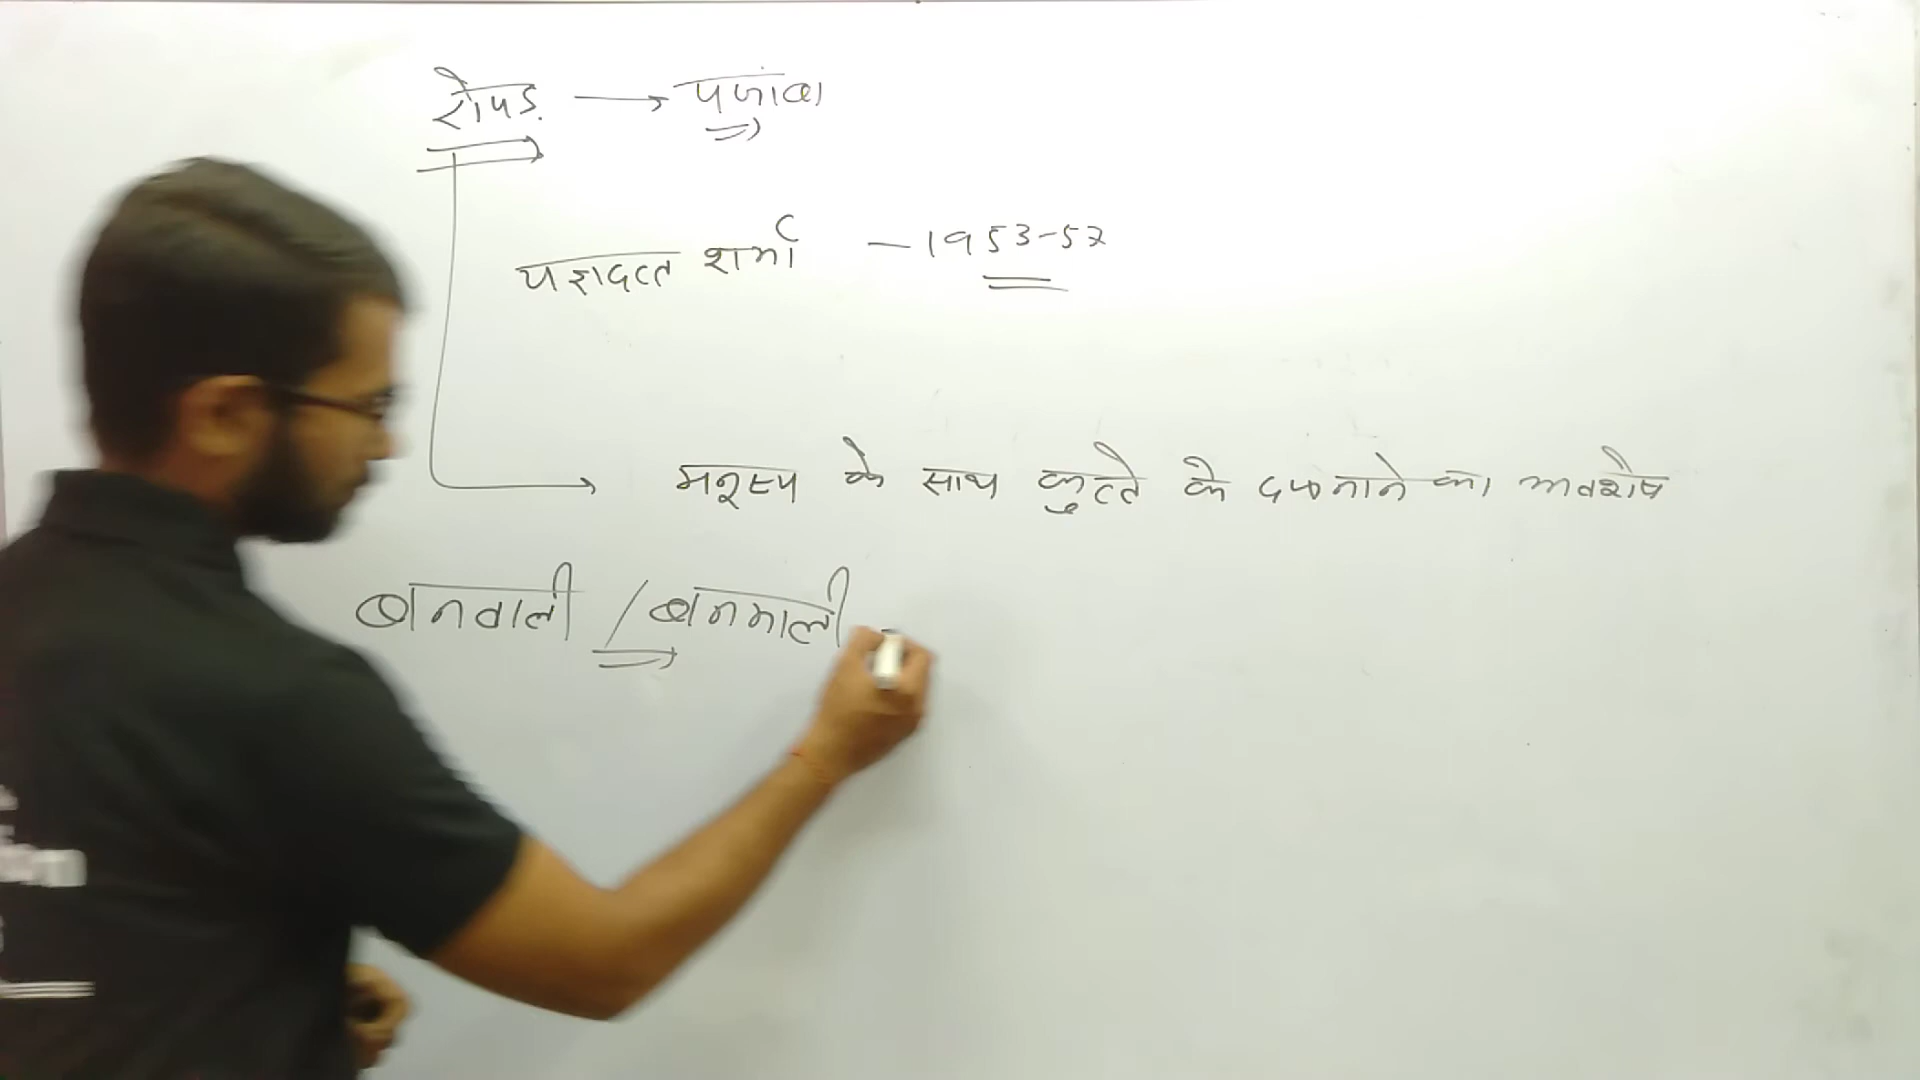 रोपड़ → पंजाब
यज्ञदत्त शर्मा – 1953-57
मनुस्य के साथ कुत्ते के दफनाने का अवशेष
बनवाली / बनमाली